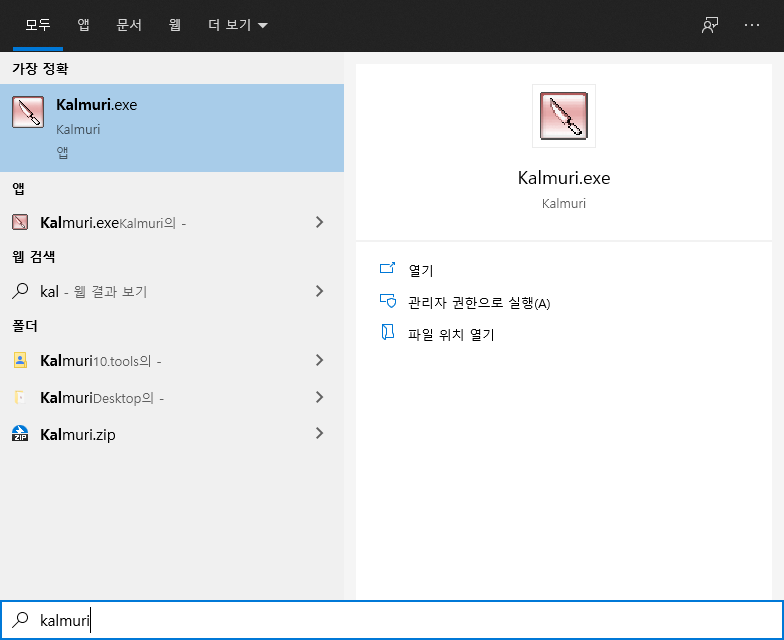 모두 앱 문서 웹 더 보기
가장 정확
Kalmuri.exe
Kalmuri
앱
앱
Kalmuri.exeKalmuri의 -
웹 검색
kal - 웹 결과 보기
폴더
Kalmuri10.tools의 -
KalmuriDesktop의 -
Kalmuri.zip
Kalmuri.exe
Kalmuri
열기
관리자 권한으로 실행(A)
파일 위치 열기
kalmuri